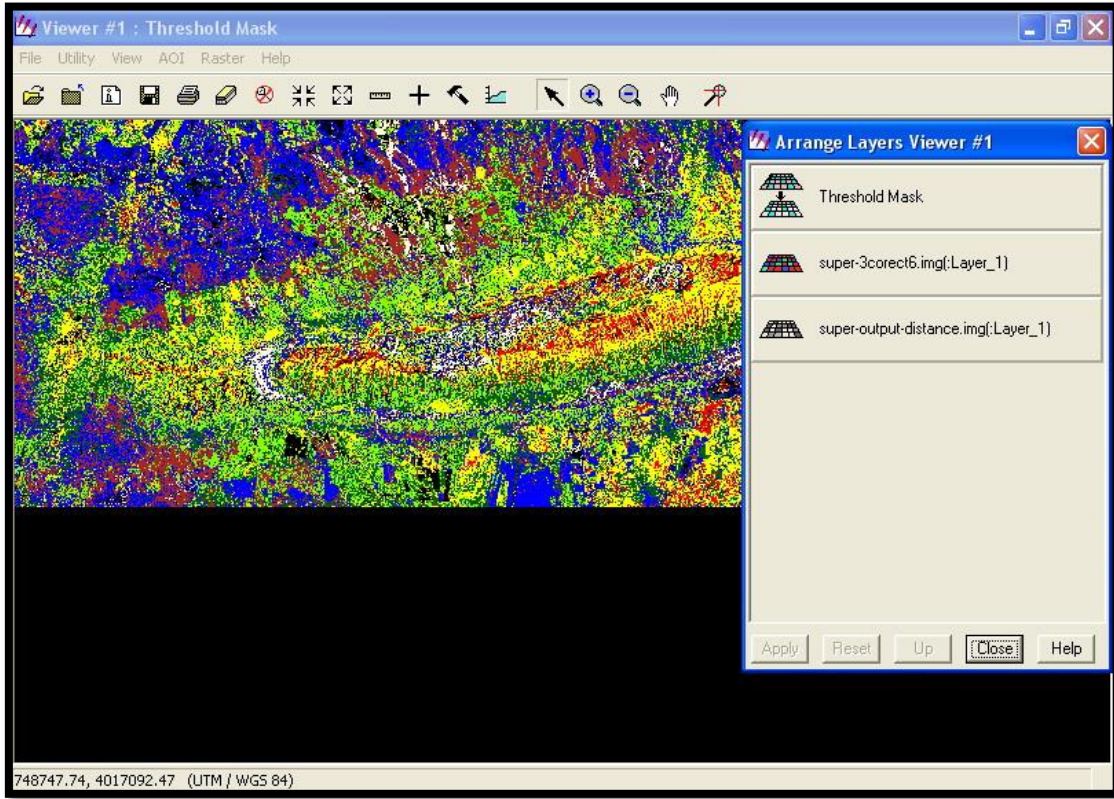 Viewer #1 : Threshold Mask
File Utility View AOI Raster Help
Arrange Layers Viewer #1
Threshold Mask
super-3corect6.img(:Layer_1)
super-output-distance.img(:Layer_1)
Apply Reset Up Close Help
748747.74, 4017092.47 (UTM / WGS 84)